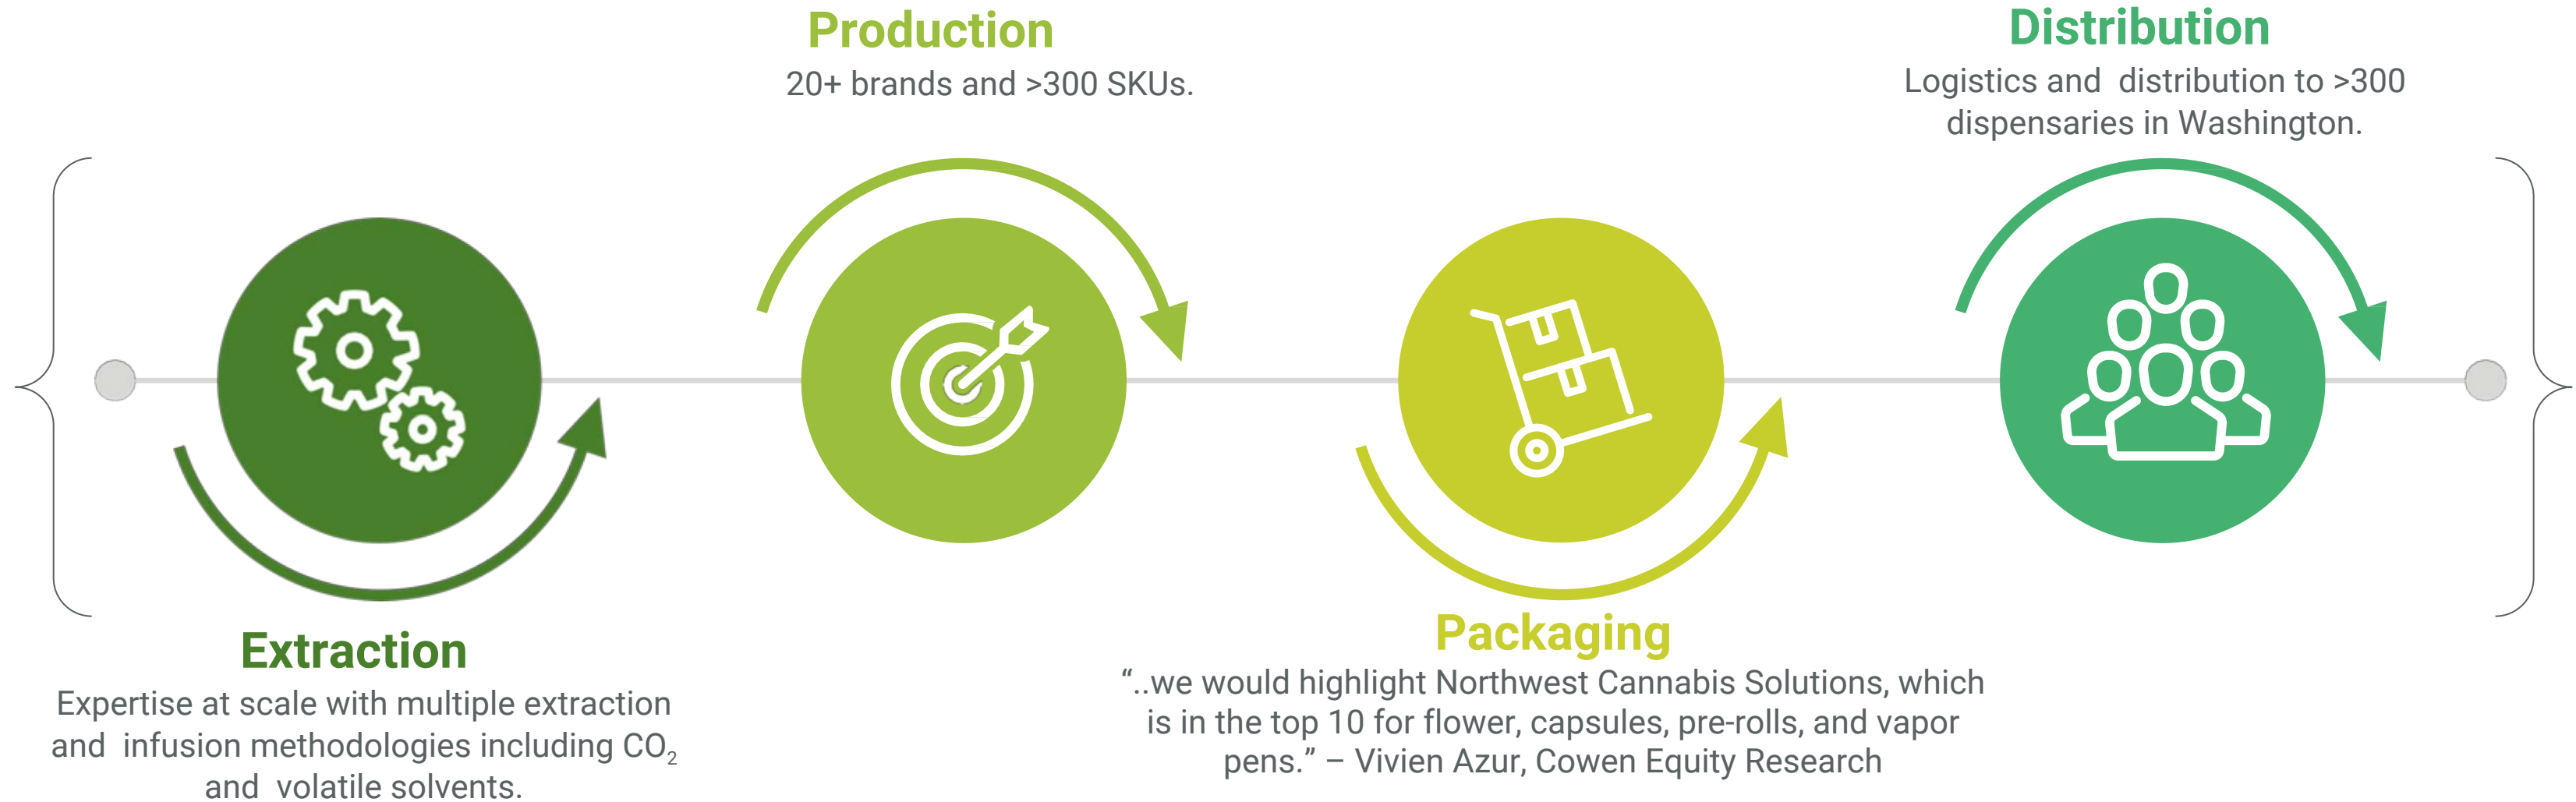 Production
20+ brands and >300 SKUs.
Distribution
Logistics and  distribution to >300
dispensaries in Washington.
Extraction
Expertise at scale with multiple extraction
and  infusion methodologies including CO₂
and  volatile solvents.
Packaging
“..we would highlight Northwest Cannabis Solutions, which
is in the top 10 for flower, capsules, pre-rolls, and vapor
pens.” – Vivien Azur, Cowen Equity Research